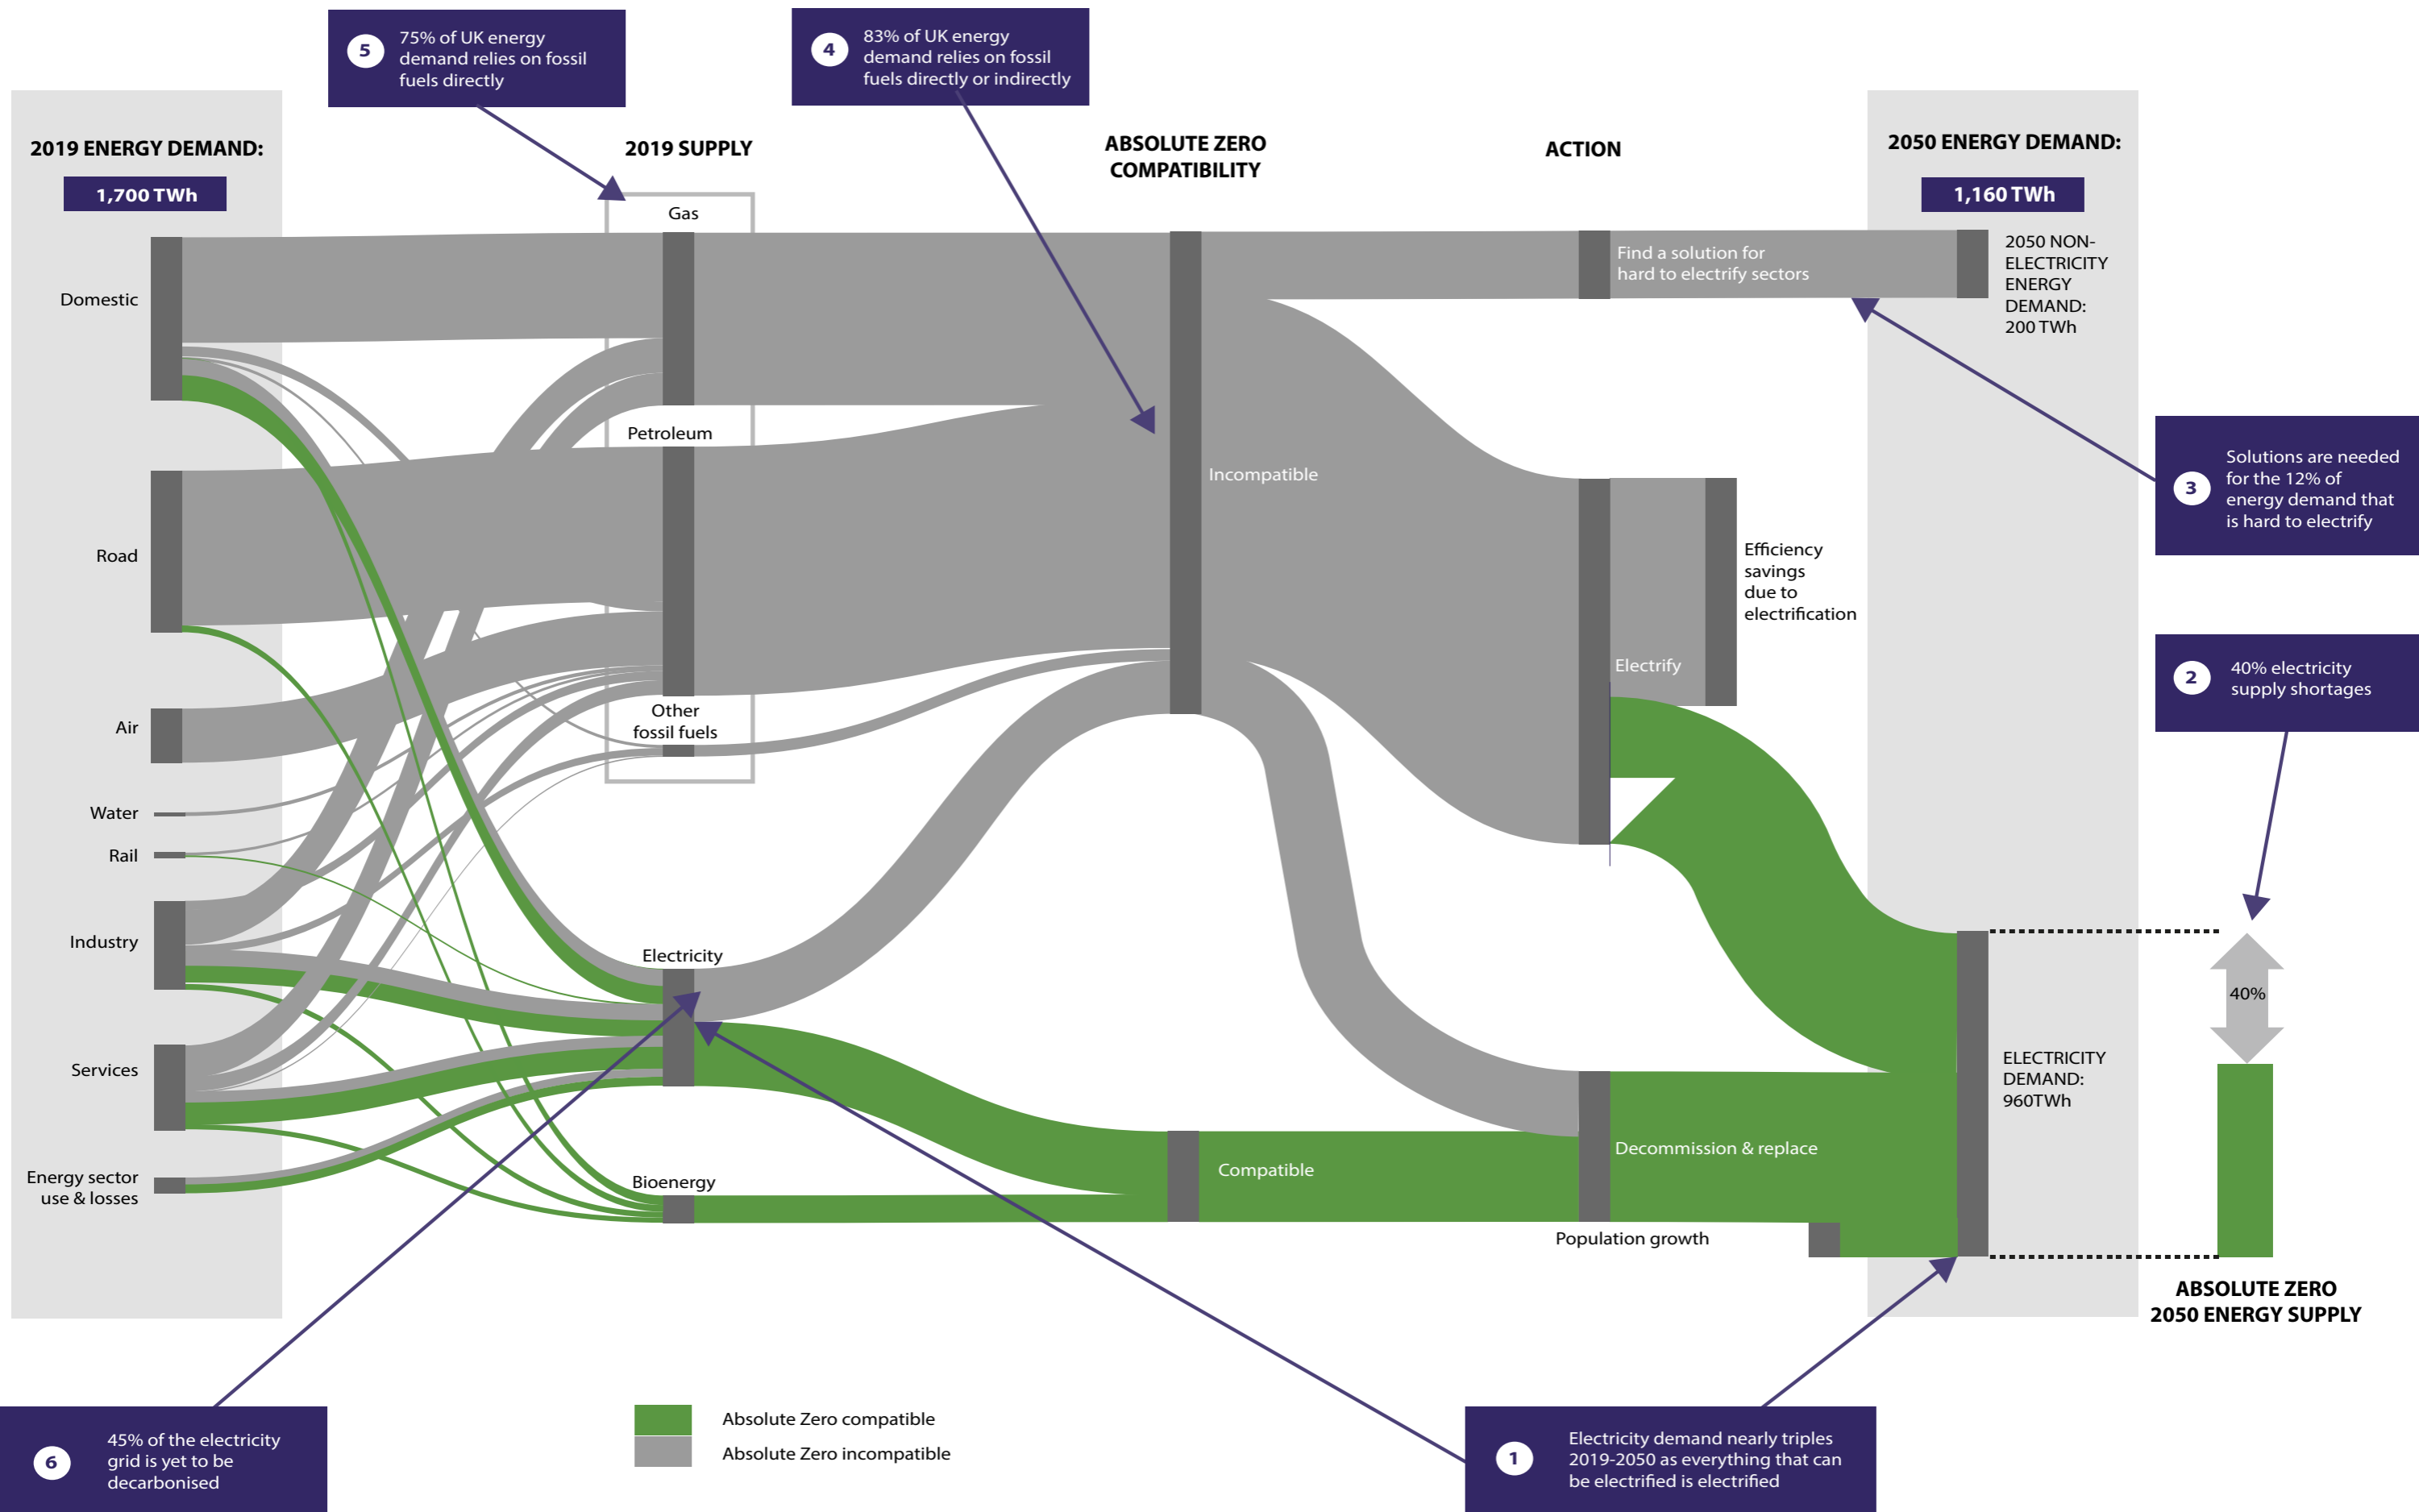 5
75% of UK energy
demand relies on fossil
fuels directly
4
83% of UK energy
demand relies on fossil
fuels directly or indirectly
2019 ENERGY DEMAND:
1,700 TWh
2019 SUPPLY
ABSOLUTE ZERO
COMPATIBILITY
ACTION
2050 ENERGY DEMAND:
1,160 TWh
Domestic
Road
Air
Water
Rail
Industry
Services
Energy sector
use & losses
Gas
Petroleum
Other
fossil fuels
Electricity
Bioenergy
Incompatible
Compatible
Find a solution for
hard to electrify sectors
Electrify
Efficiency
savings
due to
electrification
Decommission & replace
Population growth
2050 NON-
ELECTRICITY
ENERGY
DEMAND:
200 TWh
ELECTRICITY
DEMAND:
960TWh
3
Solutions are needed
for the 12% of
energy demand that
is hard to electrify
2
40% electricity
supply shortages
40%
ABSOLUTE ZERO
2050 ENERGY SUPPLY
6
45% of the electricity
grid is yet to be
decarbonised
Absolute Zero compatible
Absolute Zero incompatible
1
Electricity demand nearly triples
2019-2050 as everything that can
be electrified is electrified